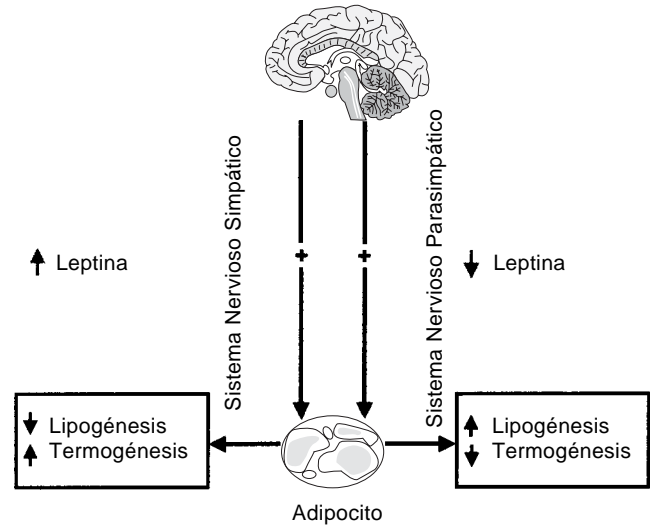 Sistema Nervioso Simpático
Sistema Nervioso Parasimpático
↑ Leptina
+
+
↓ Leptina
↓ Lipogénesis
↑ Termogénesis
↑ Lipogénesis
↓ Termogénesis
Adipocito